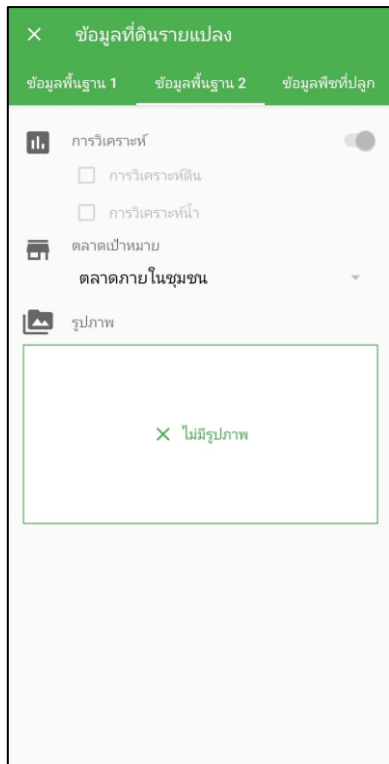 ข้อมูลที่ดินรายแปลง
ข้อมูลพื้นฐาน 1 ข้อมูลพื้นฐาน 2 ข้อมูลพืชที่ปลูก
การวิเคราะห์
การวิเคราะห์ดิน
การวิเคราะห์น้ำ
ตลาดเป้าหมาย
ตลาดภายในชุมชน
รูปภาพ
ไม่มีรูปภาพ